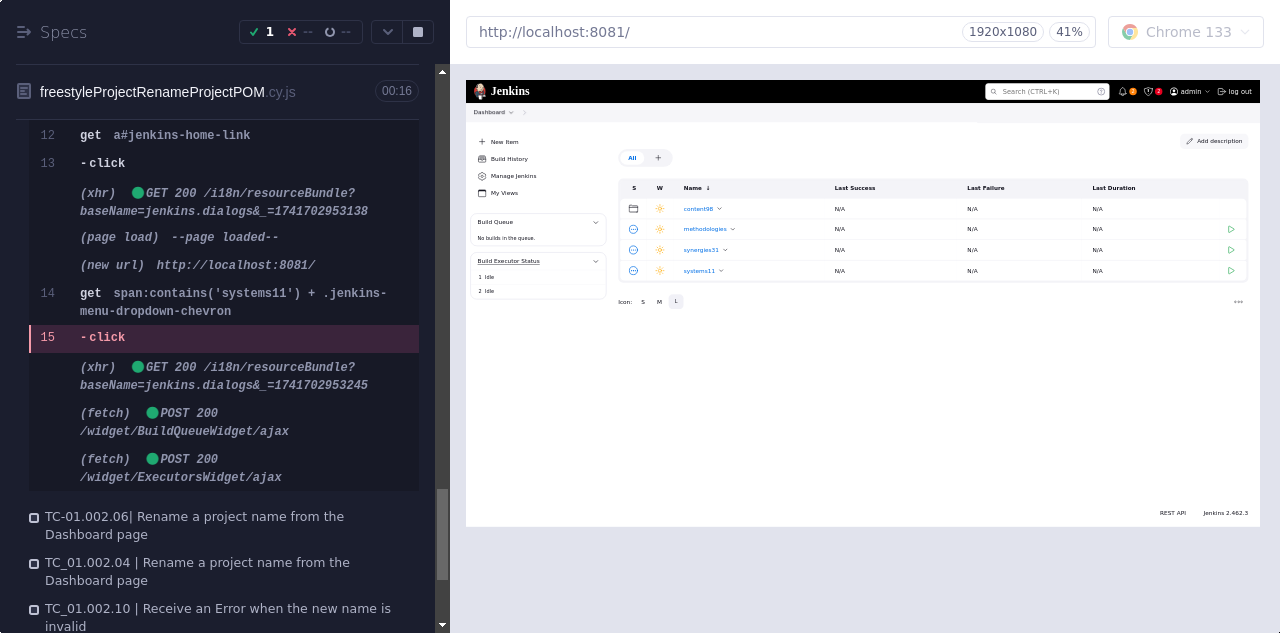 Specs
1 -- --
freestyleProjectRenameProjectPOM.cy.js 00:16
12 get a#jenkins-home-link
13 -click
(xhr) GET 200 /i18n/resourceBundle?
baseName=jenkins.dialogs&_=1741702953138
(page load) --page loaded--
(new url) http://localhost:8081/
14 get span:contains('systems11') + .jenkins-
menu-dropdown-chevron
15 -click
(xhr) GET 200 /i18n/resourceBundle?
baseName=jenkins.dialogs&_=1741702953245
(fetch) POST 200
/widget/BuildQueueWidget/ajax
(fetch) POST 200
/widget/ExecutorsWidget/ajax
TC-01.002.06| Rename a project name from the
Dashboard page
TC_01.002.04 | Rename a project name from the
Dashboard page
TC_01.002.10 | Receive an Error when the new name is
invalid
http://localhost:8081/ 1920x1080 41% Chrome 133
Jenkins Search (CTRL+K) 2 2 admin log out
Dashboard
New Item
Build History
Manage Jenkins
My Views
Build Queue
No builds in the queue.
Build Executor Status
1 Idle
2 Idle
Add description
All +
S W Name ↓ Last Success Last Failure Last Duration
content98 N/A N/A N/A
methodologies N/A N/A N/A
synergies31 N/A N/A N/A
systems11 N/A N/A N/A
Icon: S M L
REST API Jenkins 2.462.3